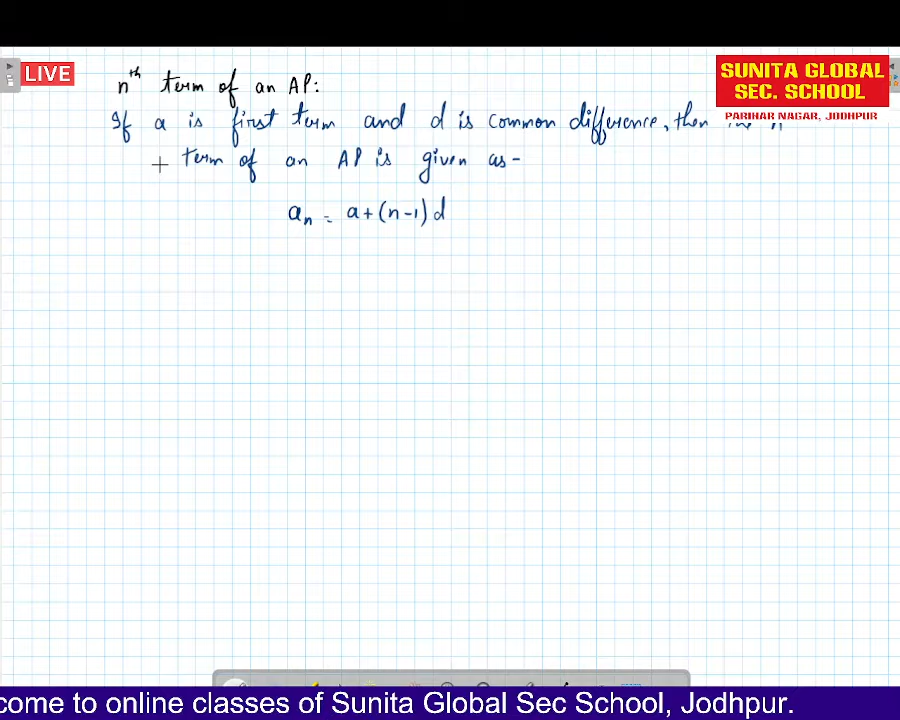 LIVE
SUNITA GLOBAL
SEC. SCHOOL
PARIHAR NAGAR, JODHPUR
nth term of an AP:
If a is first term and d is common difference, then
term of an AP is given as-
an = a+(n-1)d
come to online classes of Sunita Global Sec School, Jodhpur.